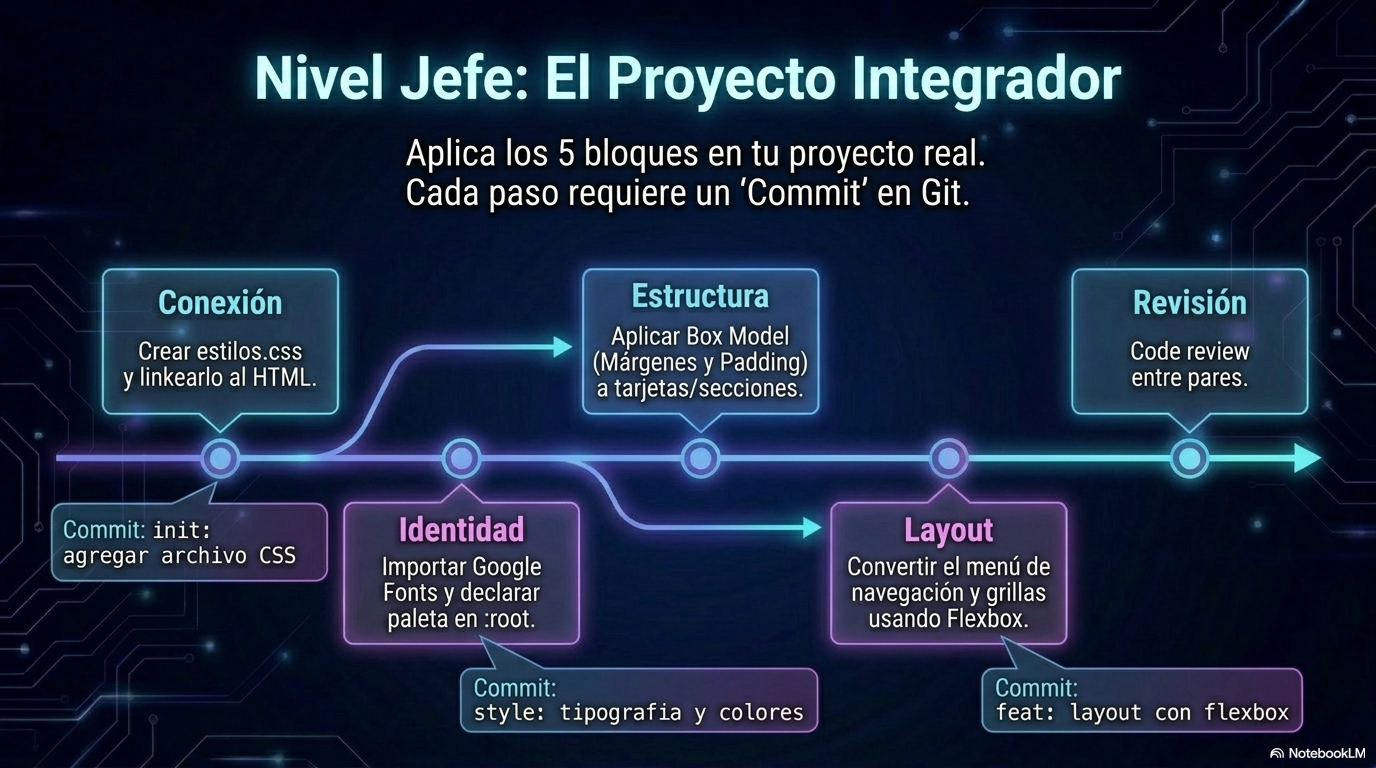 Nivel Jefe: El Proyecto Integrador
Aplica los 5 bloques en tu proyecto real.
Cada paso requiere un ‘Commit’ en Git.
Conexión
Crear estilos.css
y linkearlo al HTML.
Commit: init:
agregar archivo CSS
Identidad
Importar Google
Fonts y declarar
paleta en :root.
Commit:
style: tipografia y colores
Estructura
Aplicar Box Model
(Márgenes y Padding)
a tarjetas/secciones.
Layout
Convertir el menú de
navegación y grillas
usando Flexbox.
Commit:
feat: layout con flexbox
Revisión
Code review
entre pares.
NotebookLM